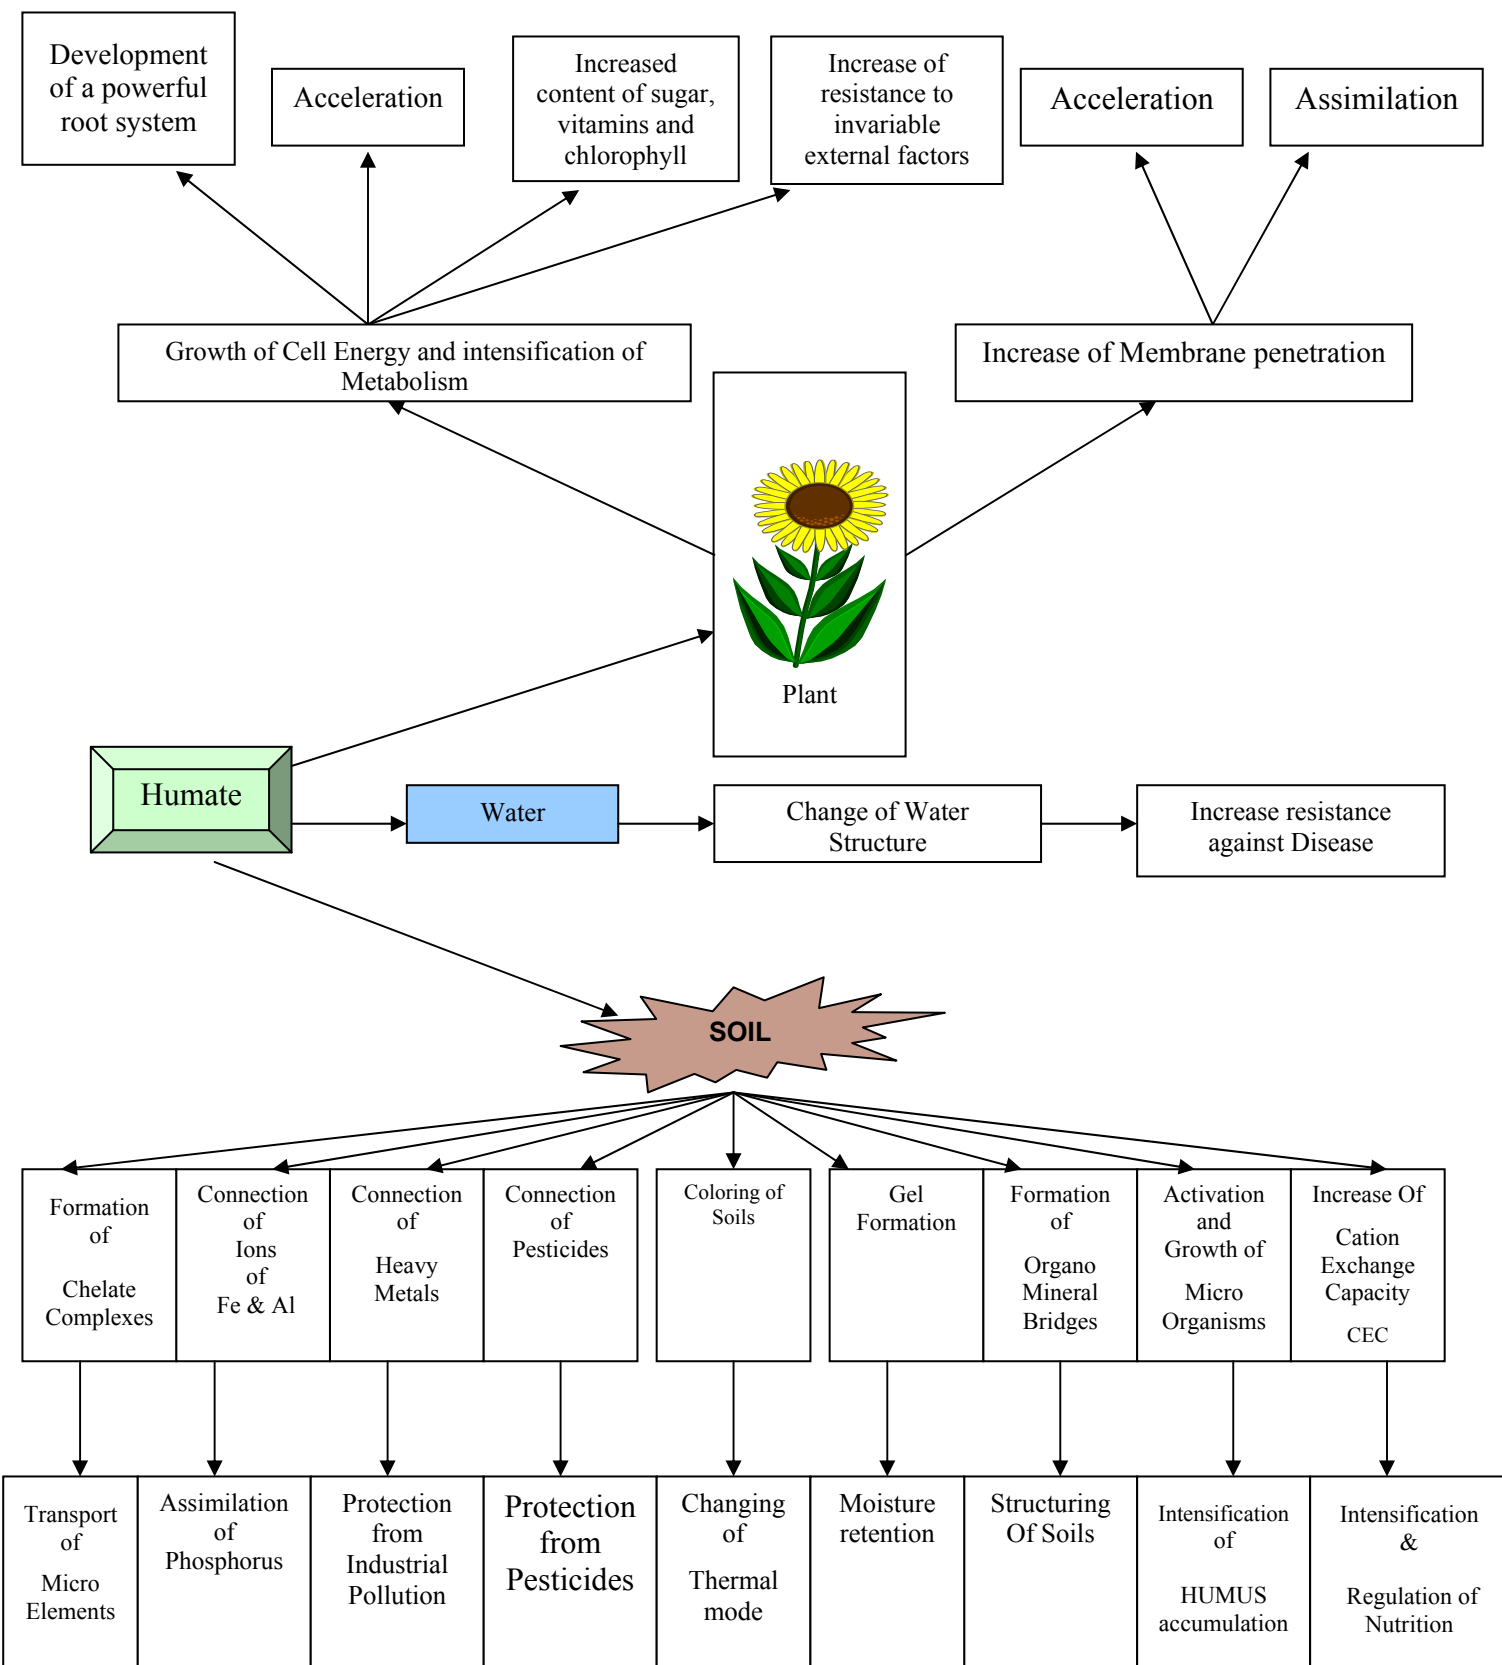 Development
of a powerful
root system
Acceleration
Increased
content of sugar,
vitamins and
chlorophyll
Increase of
resistance to
invariable
external factors
Acceleration
Assimilation
Growth of Cell Energy and intensification of
Metabolism
Increase of Membrane penetration
Plant
Humate
Water
Change of Water
Structure
Increase resistance
against Disease
SOIL
Formation
of
Chelate
Complexes
Connection
of
Ions
of
Fe & Al
Connection
of
Heavy
Metals
Connection
of
Pesticides
Coloring of
Soils
Gel
Formation
Formation
of
Organo
Mineral
Bridges
Activation
and
Growth of
Micro
Organisms
Increase Of
Cation
Exchange
Capacity
CEC
Transport
of
Micro
Elements
Assimilation
of
Phosphorus
Protection
from
Industrial
Pollution
Protection
from
Pesticides
Changing
of
Thermal
mode
Moisture
retention
Structuring
Of Soils
Intensification
of
HUMUS
accumulation
Intensification
&
Regulation of
Nutrition